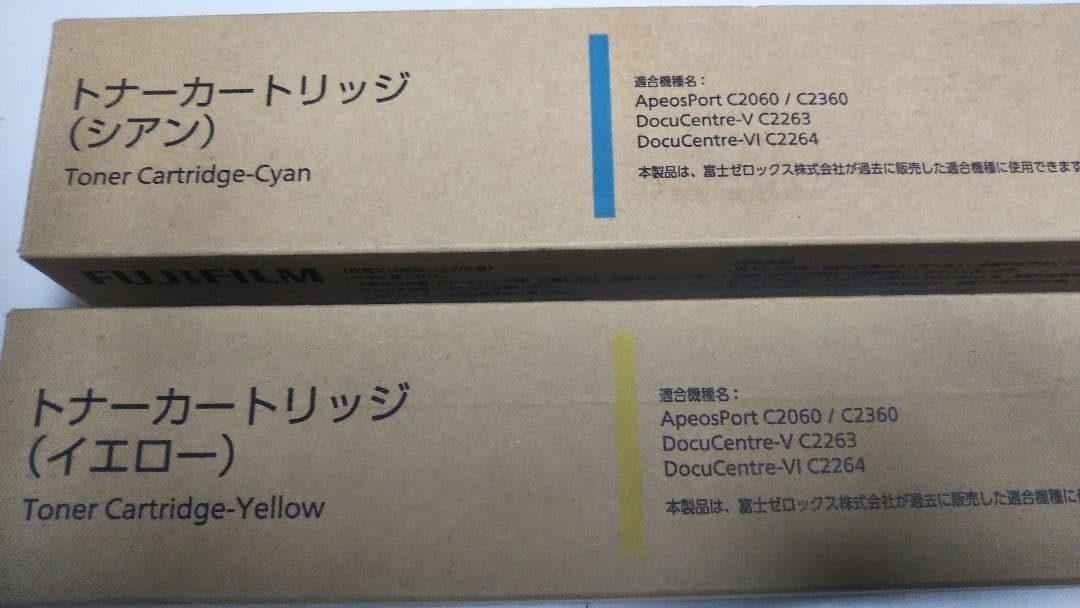 トナーカートリッジ
(シアン)
Toner Cartridge-Cyan
適合機種名：
ApeosPort C2060 / C2360
DocuCentre-V C2263
DocuCentre-VI C2264
本製品は、富士ゼロックス株式会社が過去に販売した適合機種に使用できます
FUJIFILM
トナーカートリッジ
(イエロー)
Toner Cartridge-Yellow
適合機種名：
ApeosPort C2060 / C2360
DocuCentre-V C2263
DocuCentre-VI C2264
本製品は、富士ゼロックス株式会社が過去に販売した適合機種に